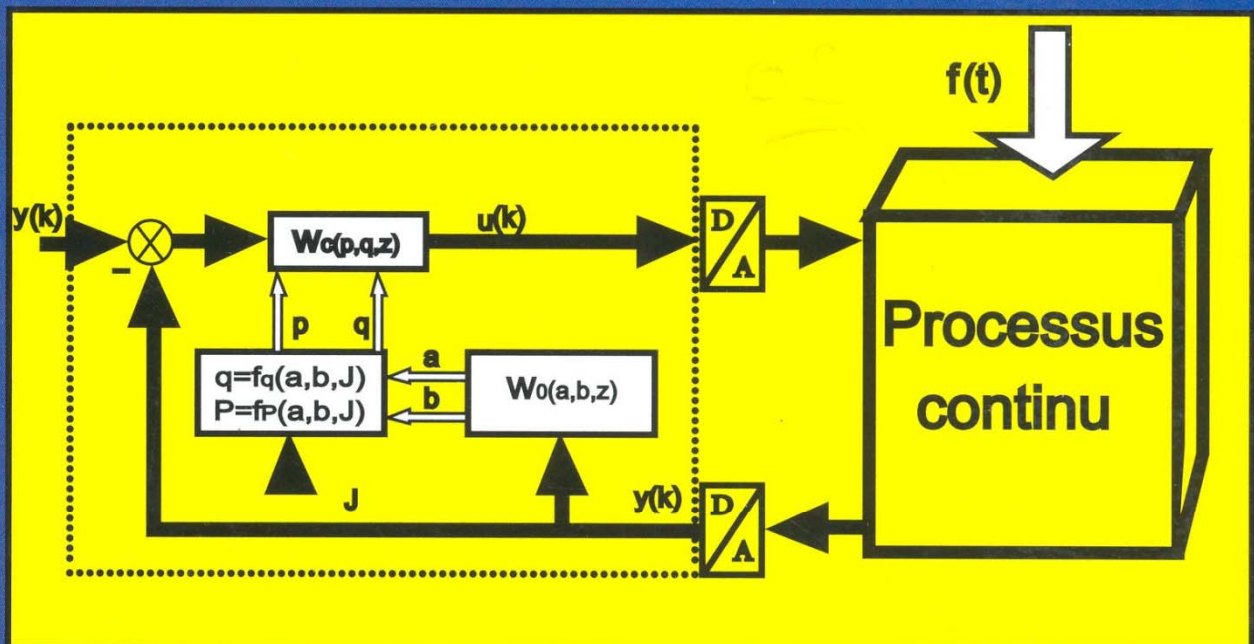 f(t)
y(k)
-
Wc(p,q,z)
u(k)
D/A
p
q
q=fq(a,b,J)
P=fP(a,b,J)
a
b
W0(a,b,z)
Processus
continu
J
y(k)
D/A